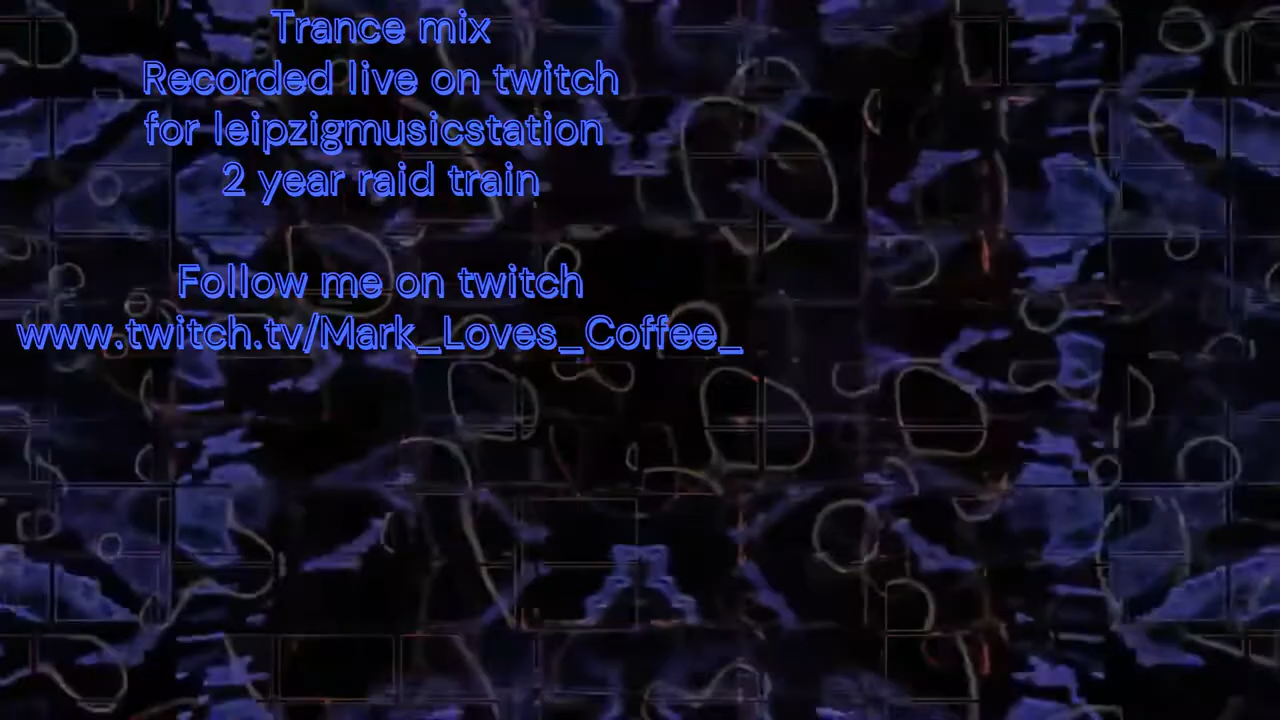 Trance mix
Recorded live on twitch
for leipzigmusicstation
2 year raid train
Follow me on twitch
www.twitch.tv/Mark_Loves_Coffee_